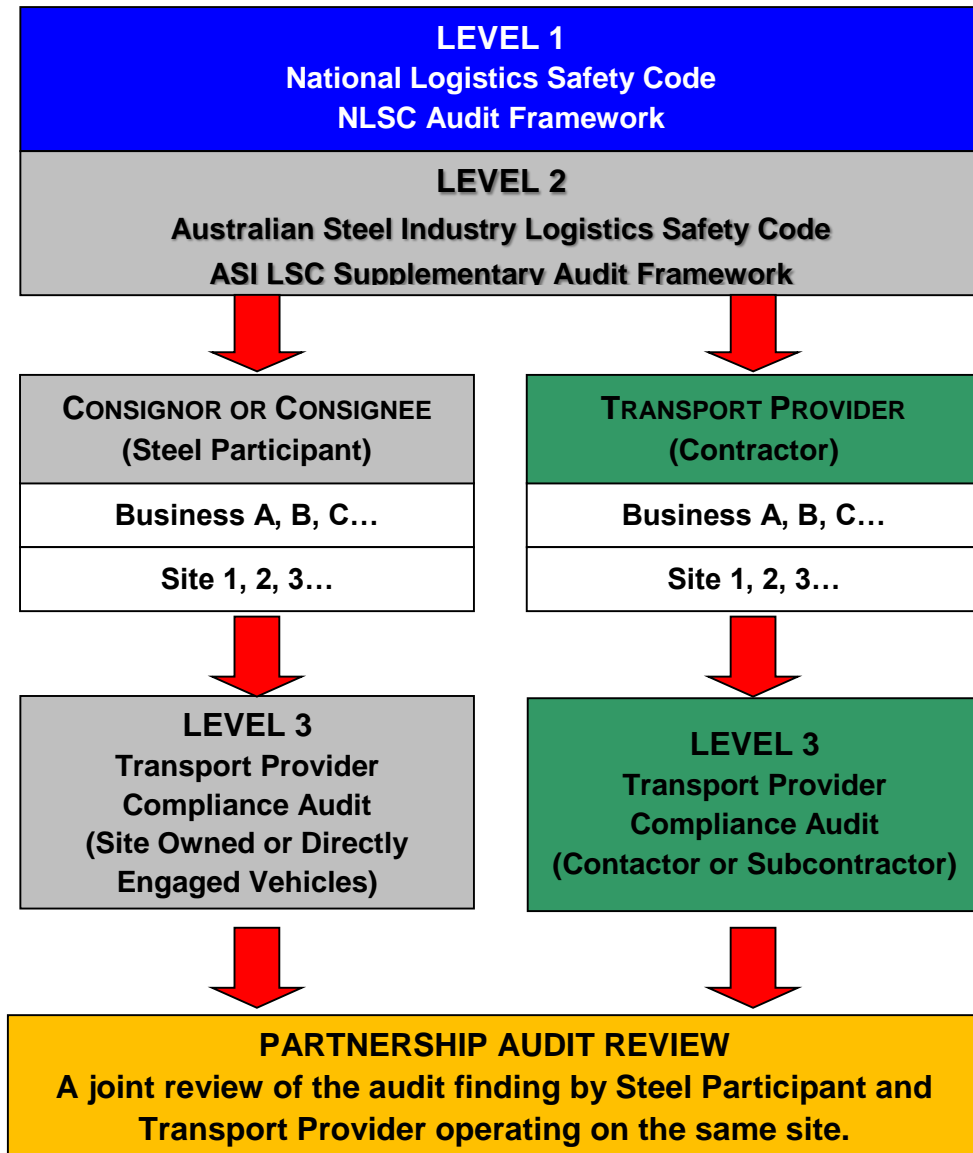 LEVEL 1
National Logistics Safety Code
NLSC Audit Framework
LEVEL 2
Australian Steel Industry Logistics Safety Code
ASI LSC Supplementary Audit Framework
CONSIGNOR OR CONSIGNEE
(Steel Participant)
Business A, B, C…
Site 1, 2, 3…
TRANSPORT PROVIDER
(Contractor)
Business A, B, C…
Site 1, 2, 3…
LEVEL 3
Transport Provider
Compliance Audit
(Site Owned or Directly
Engaged Vehicles)
LEVEL 3
Transport Provider
Compliance Audit
(Contactor or Subcontractor)
PARTNERSHIP AUDIT REVIEW
A joint review of the audit finding by Steel Participant and
Transport Provider operating on the same site.